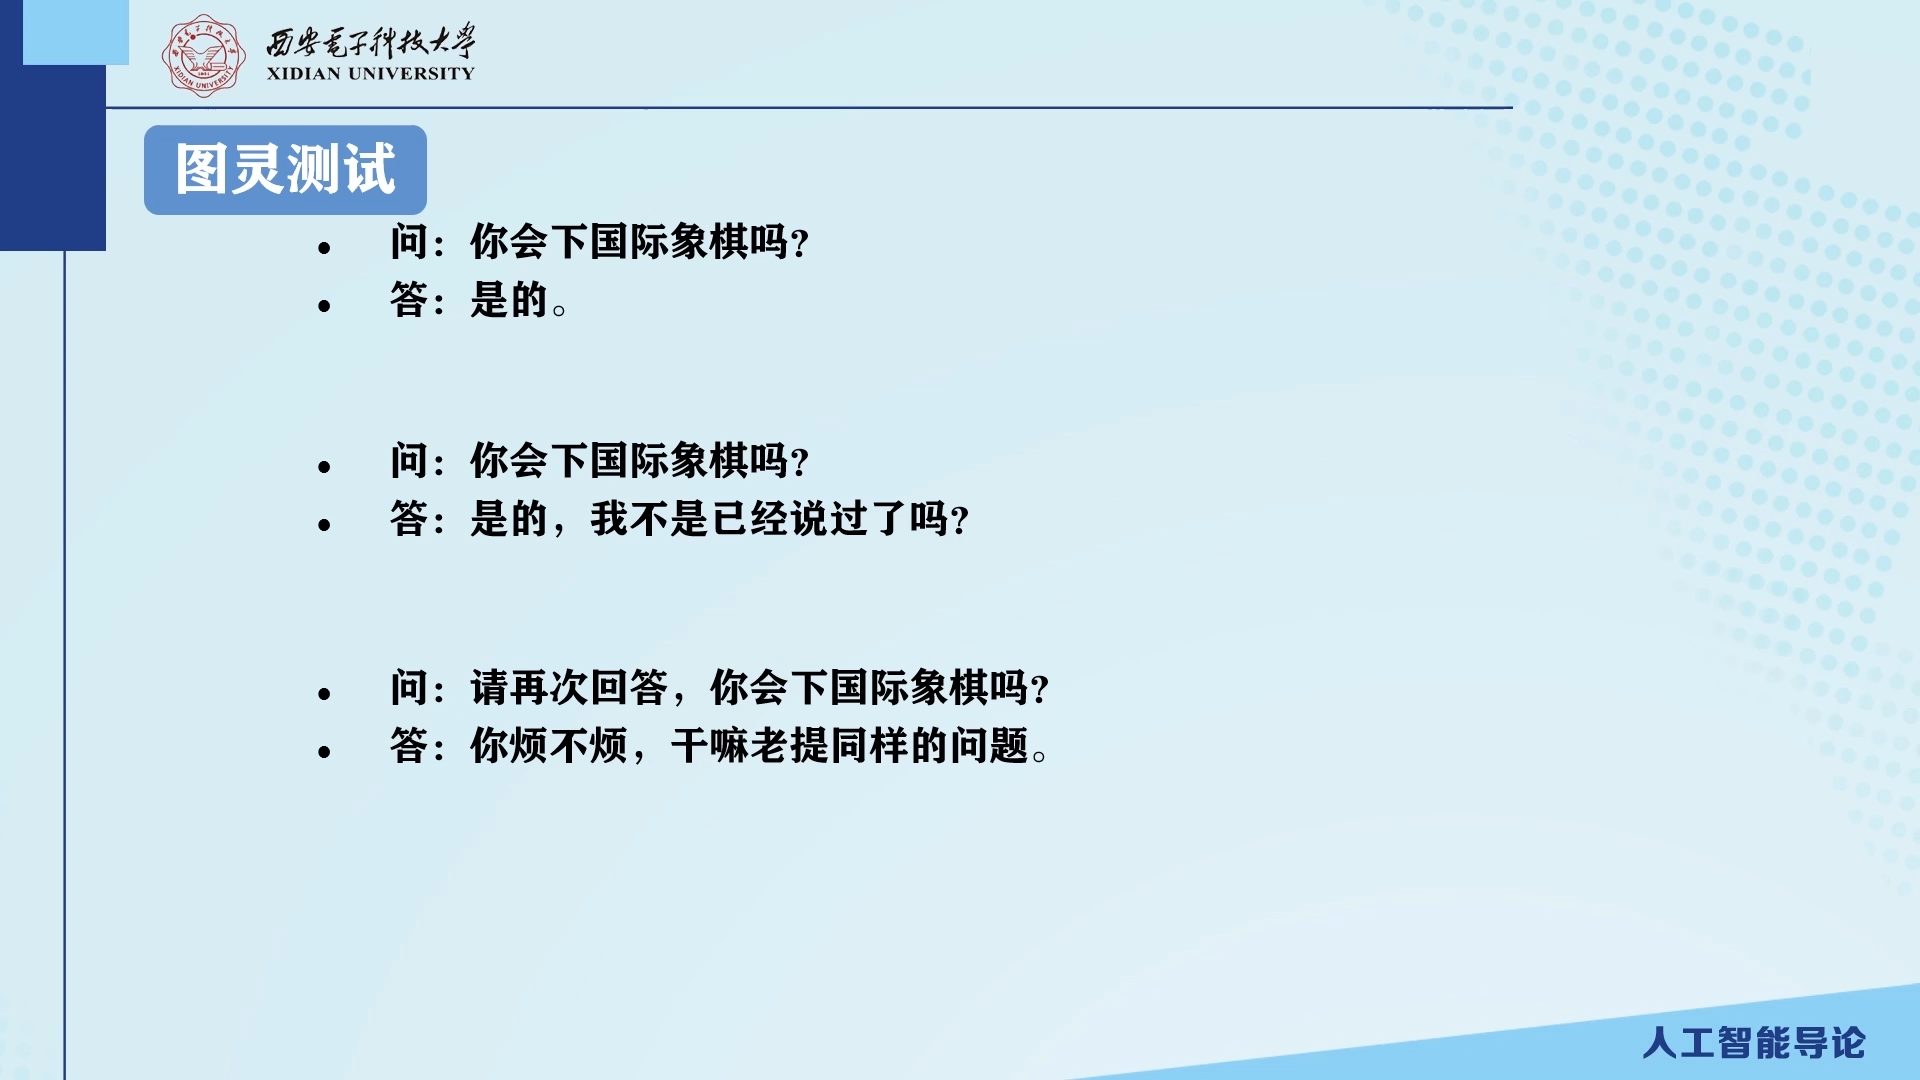 西安电子科技大学
XIDIAN UNIVERSITY
图灵测试
• 问：你会下国际象棋吗？
• 答：是的。
• 问：你会下国际象棋吗？
• 答：是的，我不是已经说过了吗？
• 问：请再次回答，你会下国际象棋吗？
• 答：你烦不烦，干嘛老提同样的问题。
人工智能导论